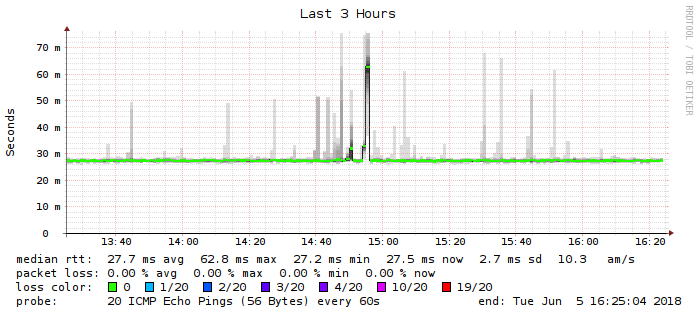 Last 3 Hours
RRDTOOL / TOBI OETIKER
Seconds
70 m
60 m
50 m
40 m
30 m
20 m
10 m
0
13:40 14:00 14:20 14:40 15:00 15:20 15:40 16:00 16:20
median rtt: 27.7 ms avg 62.8 ms max 27.2 ms min 27.5 ms now 2.7 ms sd 10.3 am/s
packet loss: 0.00 % avg 0.00 % max 0.00 % min 0.00 % now
loss color: 0 1/20 2/20 3/20 4/20 10/20 19/20
probe: 20 ICMP Echo Pings (56 Bytes) every 60s end: Tue Jun 5 16:25:04 2018